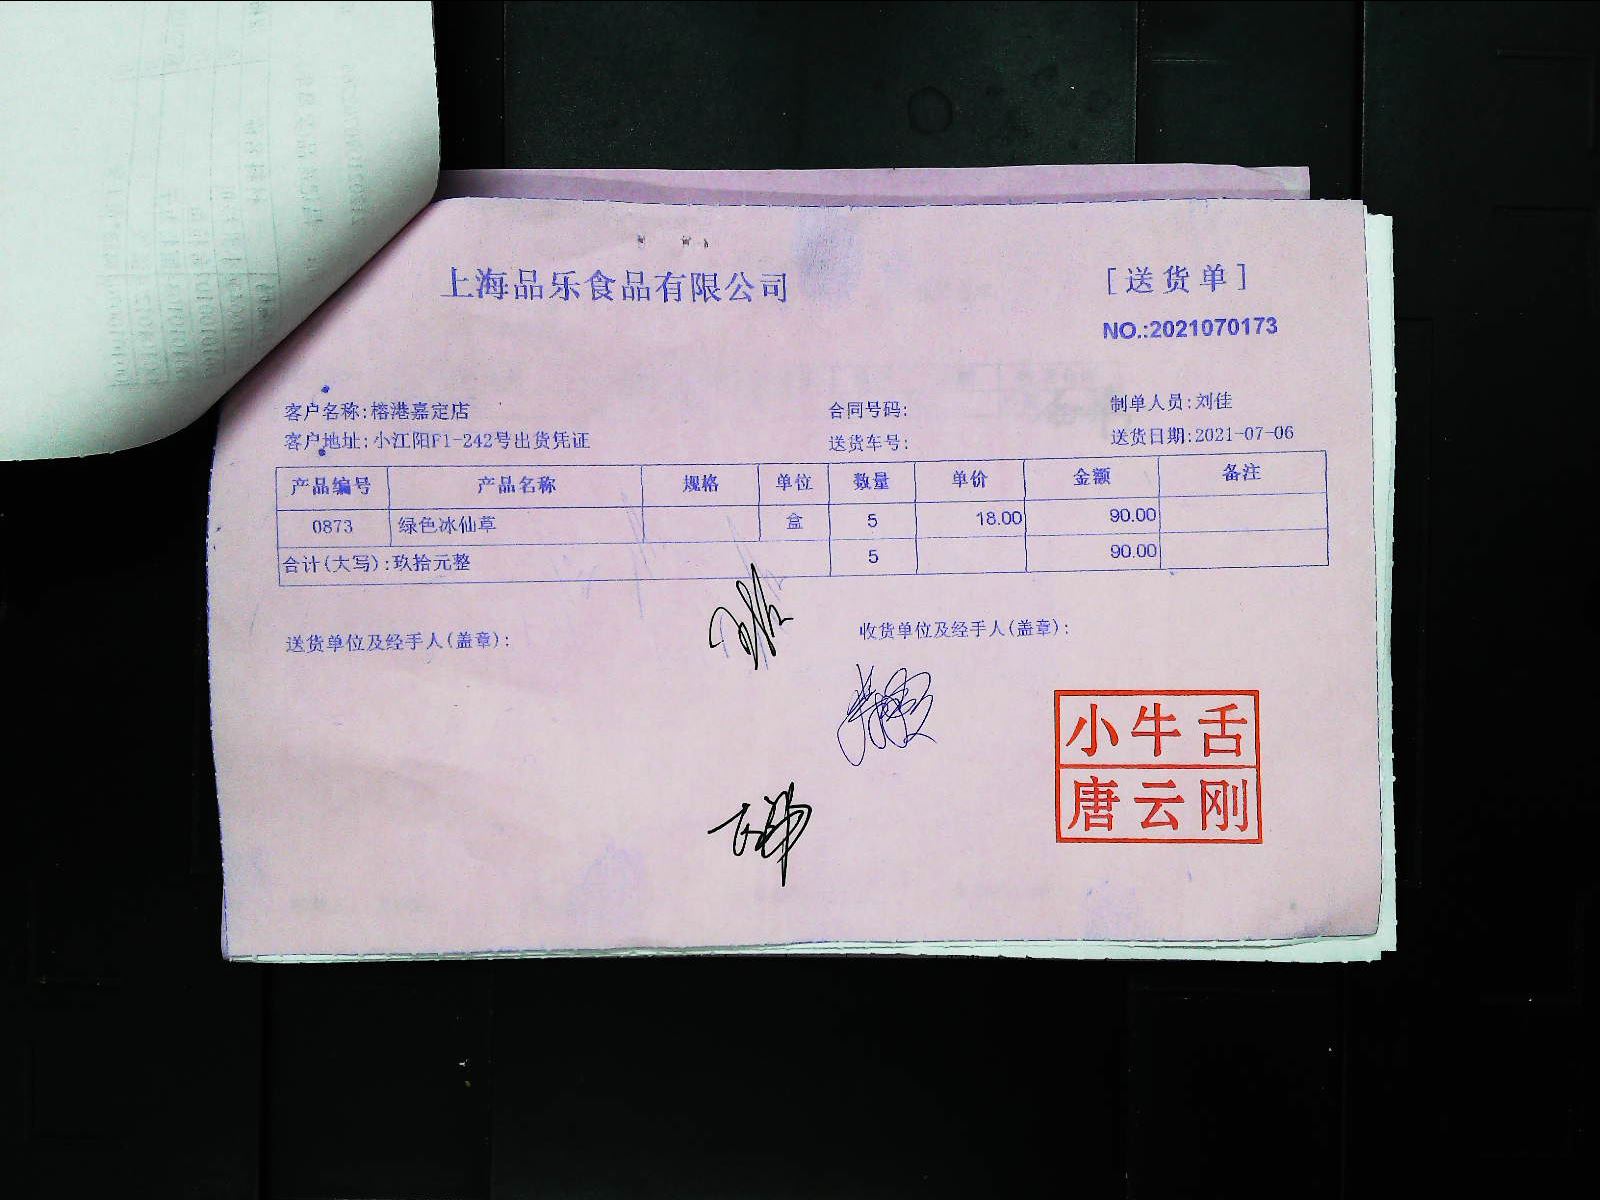 上海品乐食品有限公司
[送货单]
NO.:2021070173
客户名称:榕港嘉定店 合同号码: 制单人员:刘佳
客户地址:小江阳F1-242号出货凭证 送货车号: 送货日期:2021-07-06
产品编号 产品名称 规格 单位 数量 单价 金额 备注
0873 绿色冰仙草 盒 5 18.00 90.00
合计(大写):玖拾元整 5 90.00
送货单位及经手人(盖章): 收货单位及经手人(盖章):
小牛舌
唐云刚